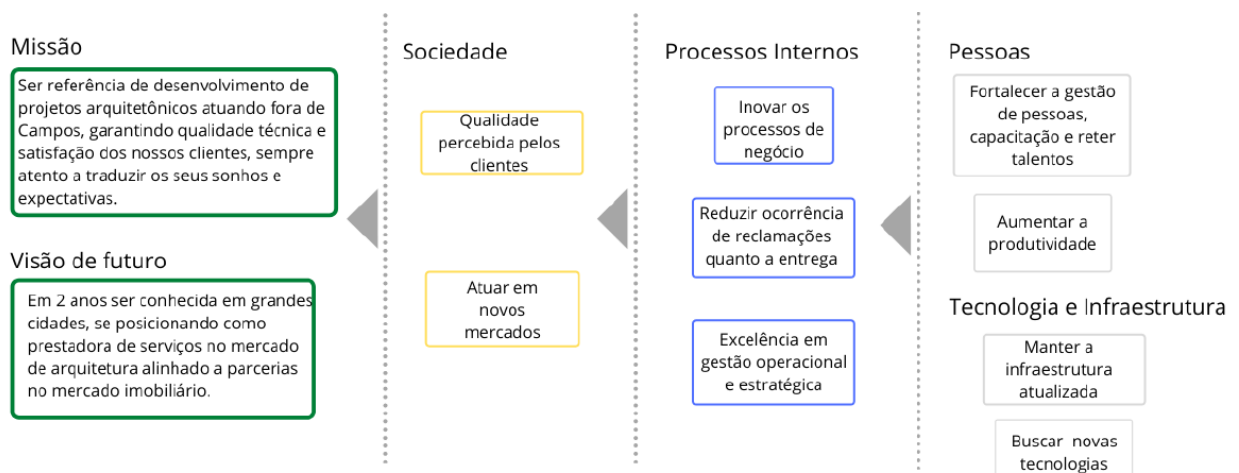 Missão
Ser referência de desenvolvimento de
projetos arquitetônicos atuando fora de
Campos, garantindo qualidade técnica e
satisfação dos nossos clientes, sempre
atento a traduzir os seus sonhos e
expectativas.
Visão de futuro
Em 2 anos ser conhecida em grandes
cidades, se posicionando como
prestadora de serviços no mercado
de arquitetura alinhado a parcerias
no mercado imobiliário.
Sociedade
Qualidade
percebida pelos
clientes
Atuar em
novos
mercados
Processos Internos
Inovar os
processos de
negócio
Reduzir ocorrência
de reclamações
quanto a entrega
Excelência em
gestão operacional
e estratégica
Pessoas
Fortalecer a gestão
de pessoas,
capacitação e reter
talentos
Aumentar a
produtividade
Tecnologia e Infraestrutura
Manter a
infraestrutura
atualizada
Buscar novas
tecnologias